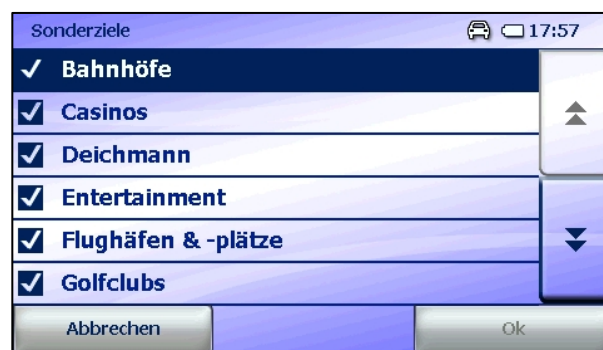 Sonderziele 17:57
Bahnhöfe
Casinos
Deichmann
Entertainment
Flughäfen & -plätze
Golfclubs
Abbrechen Ok